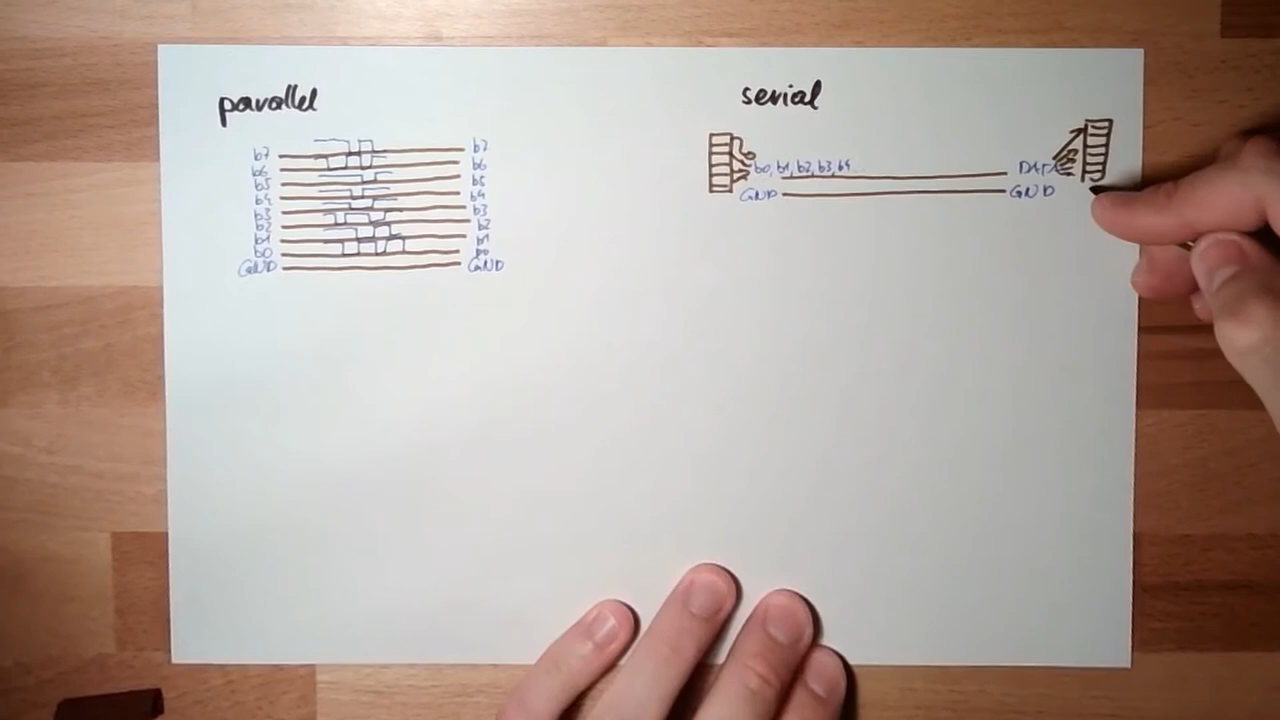 parallel
serial
b7 b7
b6 b6
b5 b5
b4 b4
b3 b3
b2 b2
b1 b1
b0 b0
GND GND
b0, b1, b2, b3, b4... DATA
GND GND